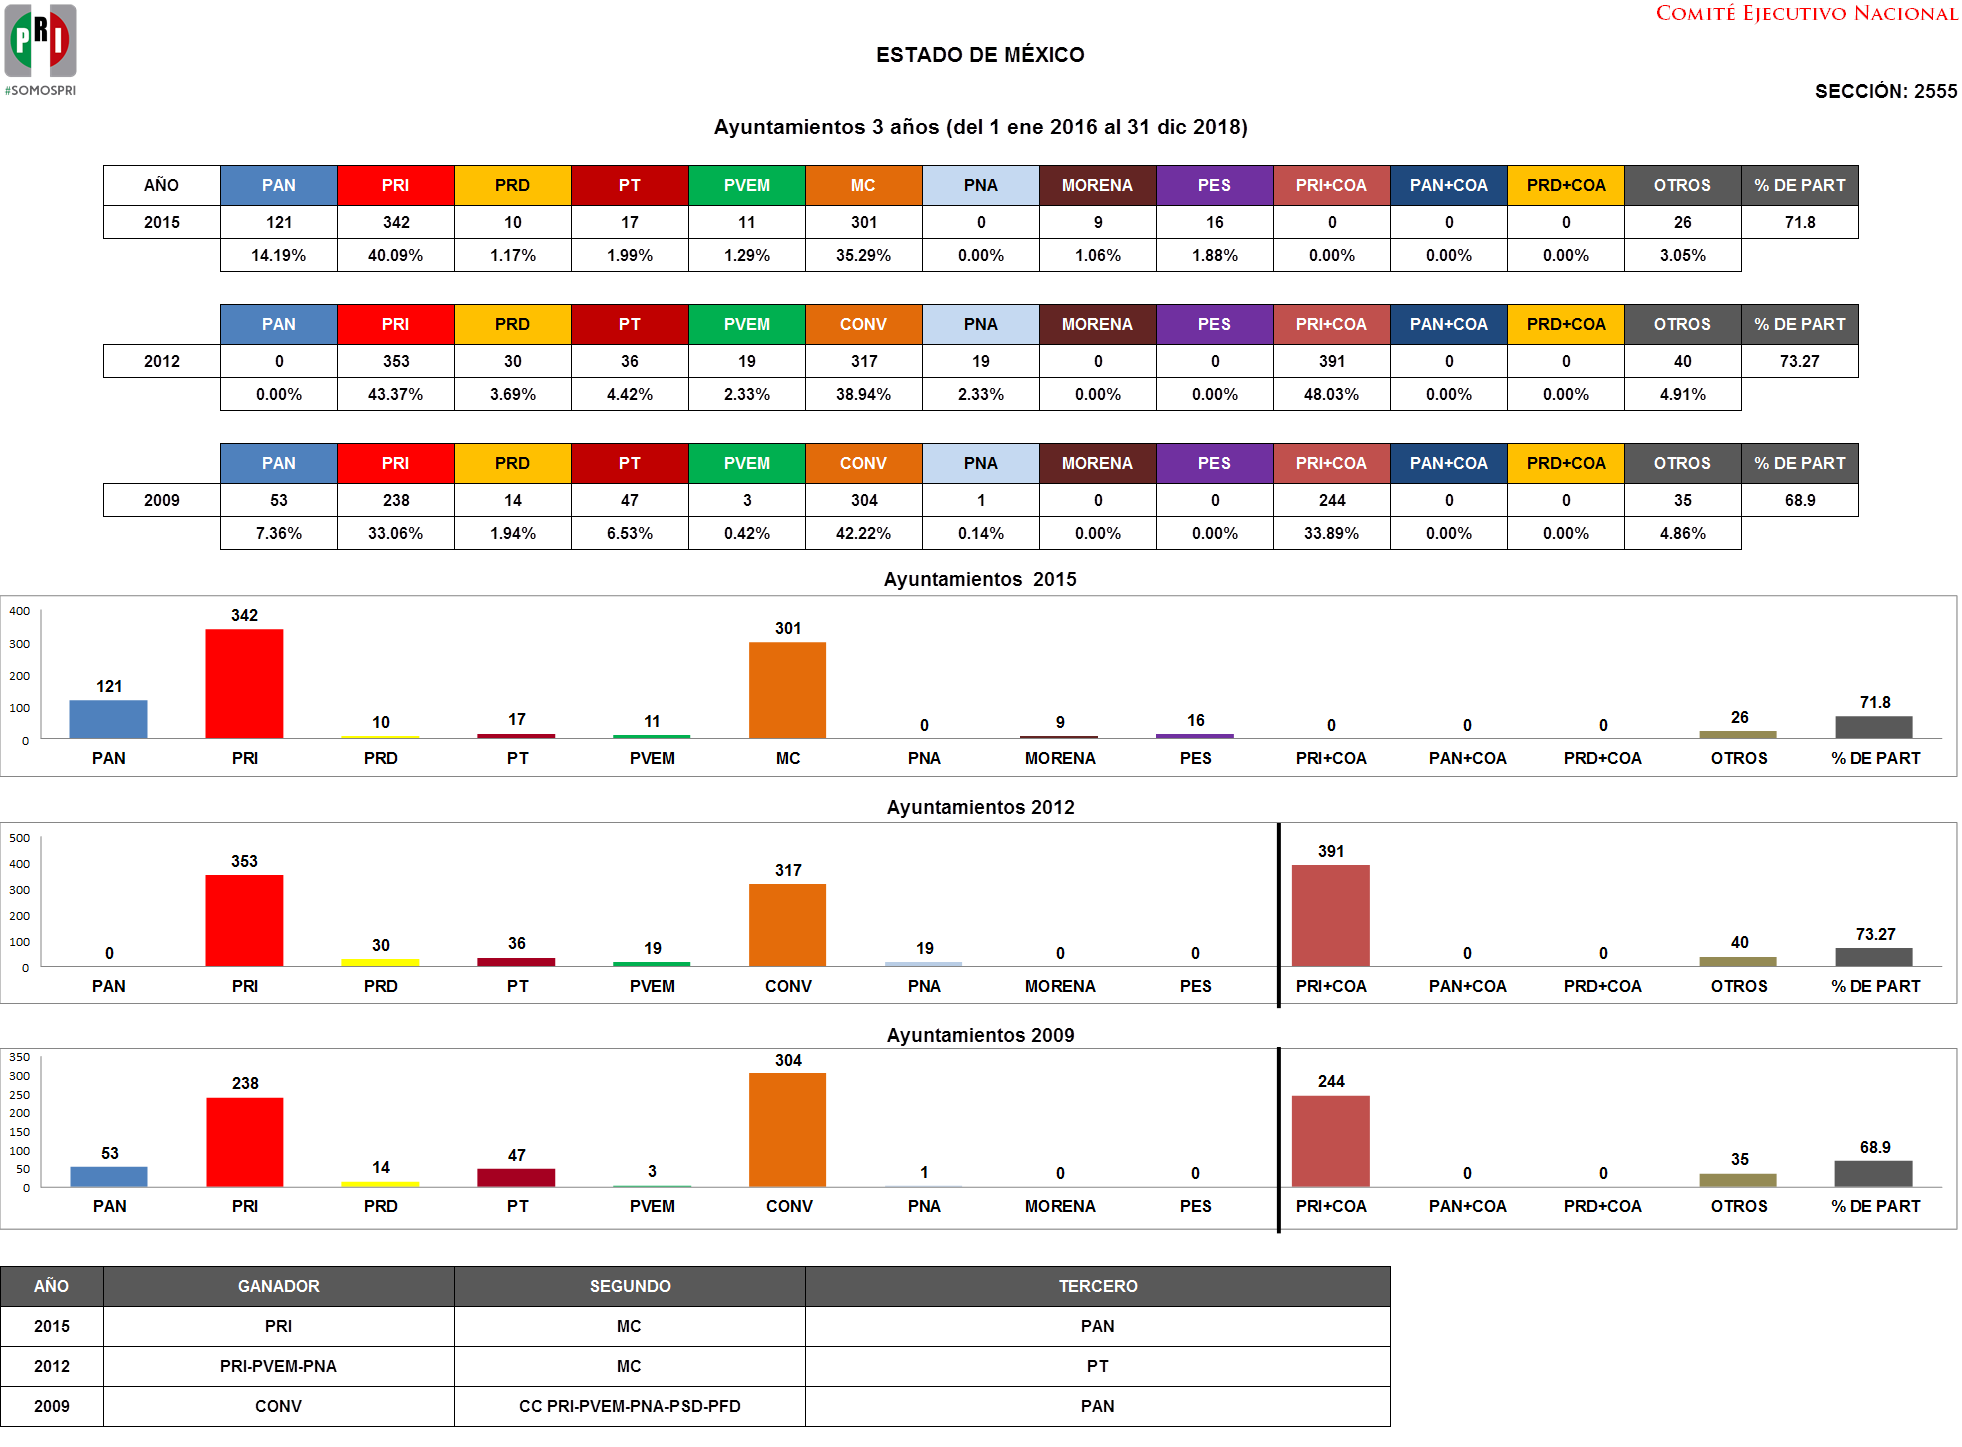 PRI
#SOMOSPRI
COMITÉ EJECUTIVO NACIONAL
ESTADO DE MÉXICO
SECCIÓN: 2555
Ayuntamientos 3 años (del 1 ene 2016 al 31 dic 2018)
AÑO PAN PRI PRD PT PVEM MC PNA MORENA PES PRI+COA PAN+COA PRD+COA OTROS % DE PART
2015 121 342 10 17 11 301 0 9 16 0 0 0 26 71.8
14.19% 40.09% 1.17% 1.99% 1.29% 35.29% 0.00% 1.06% 1.88% 0.00% 0.00% 0.00% 3.05%
PAN PRI PRD PT PVEM CONV PNA MORENA PES PRI+COA PAN+COA PRD+COA OTROS % DE PART
2012 0 353 30 36 19 317 19 0 0 391 0 0 40 73.27
0.00% 43.37% 3.69% 4.42% 2.33% 38.94% 2.33% 0.00% 0.00% 48.03% 0.00% 0.00% 4.91%
PAN PRI PRD PT PVEM CONV PNA MORENA PES PRI+COA PAN+COA PRD+COA OTROS % DE PART
2009 53 238 14 47 3 304 1 0 0 244 0 0 35 68.9
7.36% 33.06% 1.94% 6.53% 0.42% 42.22% 0.14% 0.00% 0.00% 33.89% 0.00% 0.00% 4.86%
Ayuntamientos 2015
400
300
200
100
0
121 342 10 17 11 301 0 9 16 0 0 0 26 71.8
PAN PRI PRD PT PVEM MC PNA MORENA PES PRI+COA PAN+COA PRD+COA OTROS % DE PART
Ayuntamientos 2012
500
400
300
200
100
0
0 353 30 36 19 317 19 0 0 391 0 0 40 73.27
PAN PRI PRD PT PVEM CONV PNA MORENA PES PRI+COA PAN+COA PRD+COA OTROS % DE PART
Ayuntamientos 2009
350
300
250
200
150
100
50
0
53 238 14 47 3 304 1 0 0 244 0 0 35 68.9
PAN PRI PRD PT PVEM CONV PNA MORENA PES PRI+COA PAN+COA PRD+COA OTROS % DE PART
AÑO GANADOR SEGUNDO TERCERO
2015 PRI MC PAN
2012 PRI-PVEM-PNA MC PT
2009 CONV CC PRI-PVEM-PNA-PSD-PFD PAN